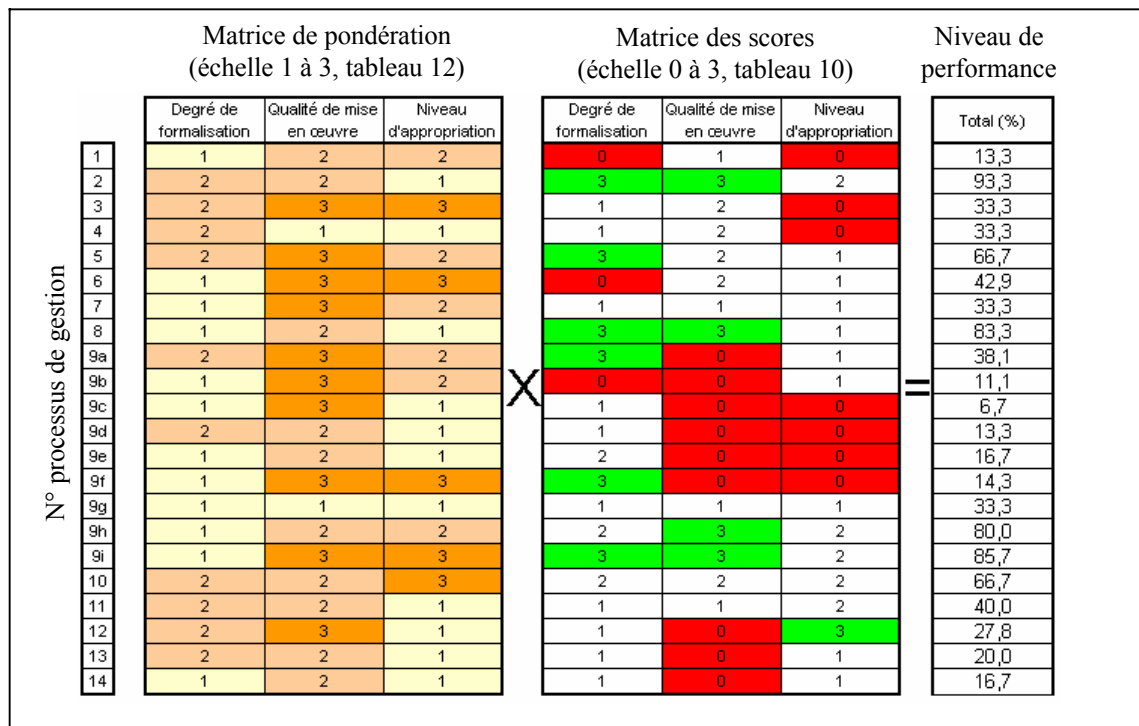 Matrice de pondération
(échelle 1 à 3, tableau 12)
Matrice des scores
(échelle 0 à 3, tableau 10)
Niveau de
performance
Degré de formalisation Qualité de mise en œuvre Niveau d'appropriation Degré de formalisation Qualité de mise en œuvre Niveau d'appropriation Total (%)
N° processus de gestion
1 1 2 2 0 1 0 13,3
2 2 2 1 3 3 2 93,3
3 2 3 3 1 2 0 33,3
4 2 1 1 1 2 0 33,3
5 2 3 2 3 2 1 66,7
6 1 3 3 0 2 1 42,9
7 1 3 2 1 1 1 33,3
8 1 2 1 3 3 1 83,3
9a 2 3 2 3 0 1 38,1
9b 1 3 2 0 0 1 11,1
X =
9c 1 3 1 1 0 0 6,7
9d 2 2 1 1 0 0 13,3
9e 1 2 1 2 0 0 16,7
9f 1 3 3 3 0 0 14,3
9g 1 1 1 1 1 1 33,3
9h 1 2 2 2 3 2 80,0
9i 1 3 3 3 3 2 85,7
10 2 2 3 2 2 2 66,7
11 2 2 1 1 1 2 40,0
12 2 3 1 1 0 3 27,8
13 2 2 1 1 0 1 20,0
14 1 2 1 1 0 1 16,7